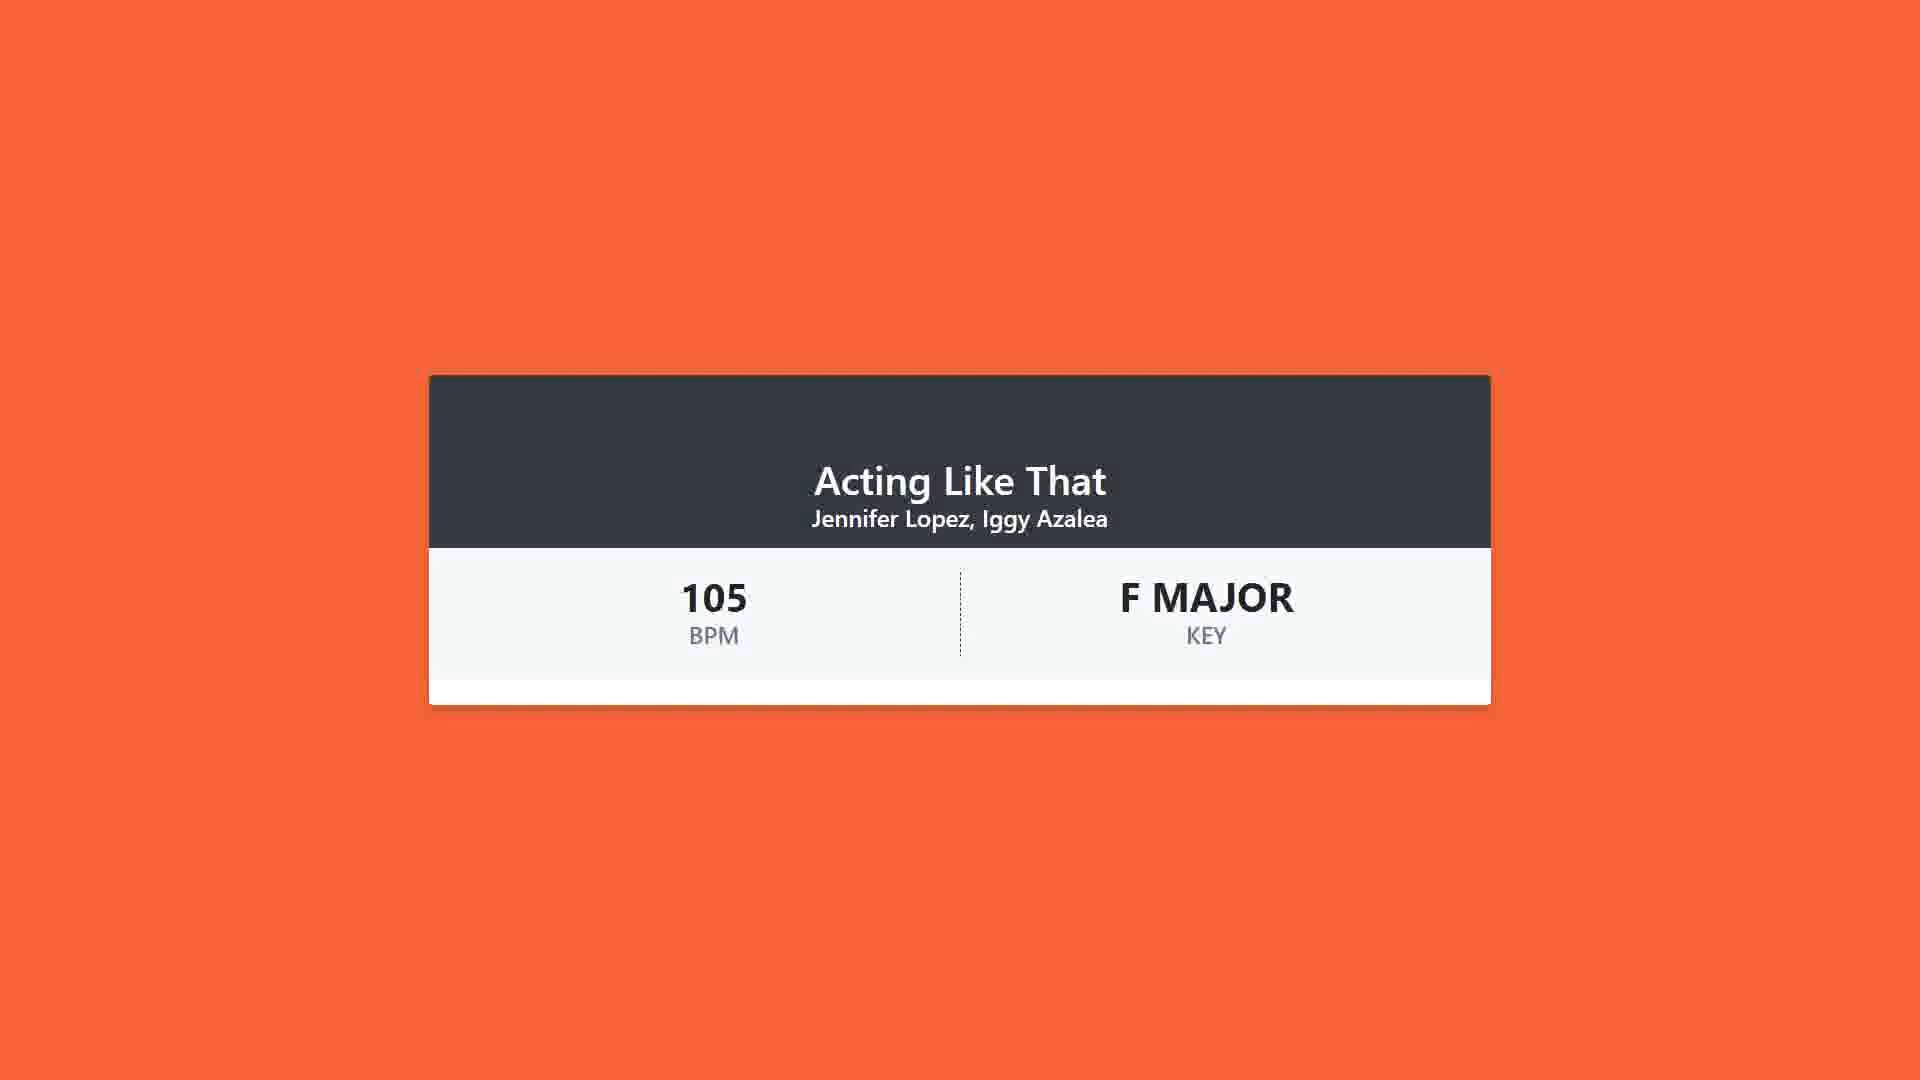 Acting Like That
Jennifer Lopez, Iggy Azalea
105
BPM
F MAJOR
KEY